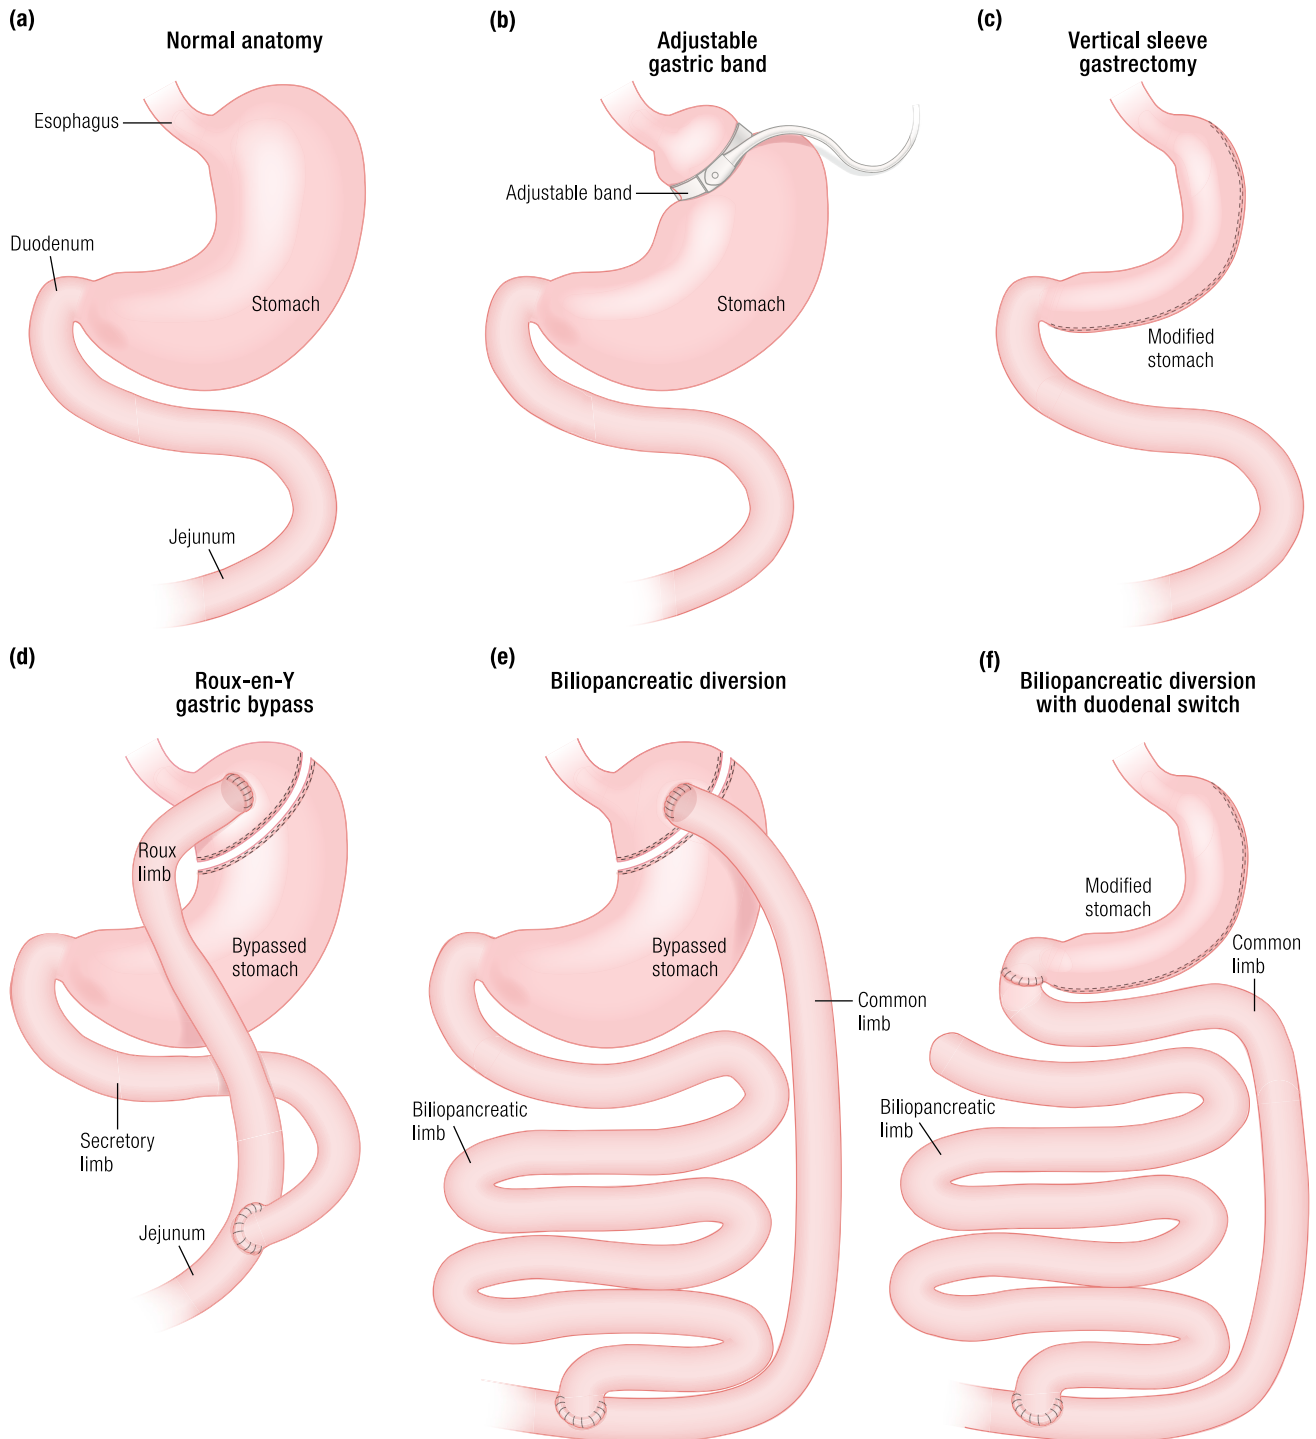 (a)
Normal anatomy
Esophagus
Duodenum
Stomach
Jejunum
(b)
Adjustable
gastric band
Adjustable band
Stomach
(c)
Vertical sleeve
gastrectomy
Modified
stomach
(d)
Roux-en-Y
gastric bypass
Roux
limb
Bypassed
stomach
Secretory
limb
Jejunum
(e)
Biliopancreatic diversion
Bypassed
stomach
Common
limb
Biliopancreatic
limb
(f)
Biliopancreatic diversion
with duodenal switch
Modified
stomach
Common
limb
Biliopancreatic
limb